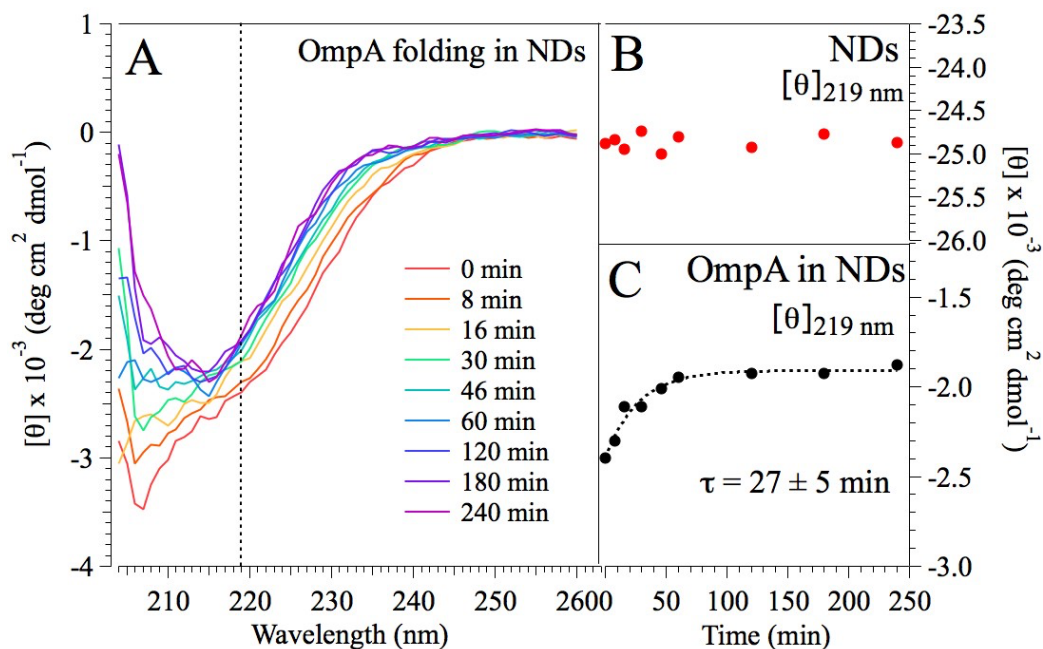 A
OmpA folding in NDs
1
0
-1
-2
-3
-4
[θ] x 10⁻³ (deg cm² dmol⁻¹)
0 min
8 min
16 min
30 min
46 min
60 min
120 min
180 min
240 min
210 220 230 240 250 260
Wavelength (nm)
B
NDs
[θ]219 nm
-23.5
-24.0
-24.5
-25.0
-25.5
-26.0
C
OmpA in NDs
[θ]219 nm
τ = 27 ± 5 min
-1.5
-2.0
-2.5
-3.0
[θ] x 10⁻³ (deg cm² dmol⁻¹)
0 50 100 150 200 250
Time (min)